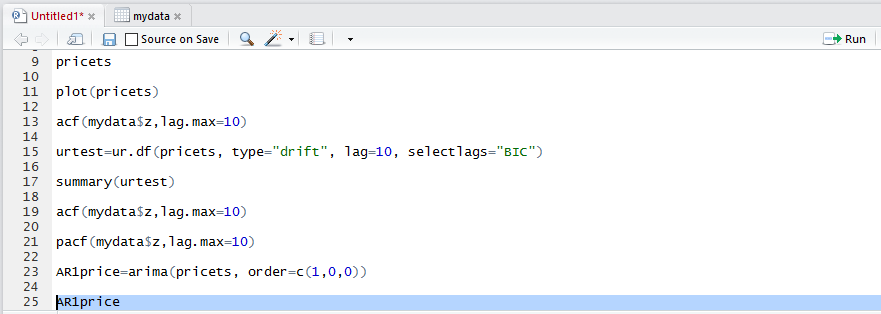 Untitled1* ×
mydata ×
Source on Save
Run
9 pricets
10
11 plot(pricets)
12
13 acf(mydata$z,lag.max=10)
14
15 urtest=ur.df(pricets, type="drift", lag=10, selectlags="BIC")
16
17 summary(urtest)
18
19 acf(mydata$z,lag.max=10)
20
21 pacf(mydata$z,lag.max=10)
22
23 AR1price=arima(pricets, order=c(1,0,0))
24
25 AR1price